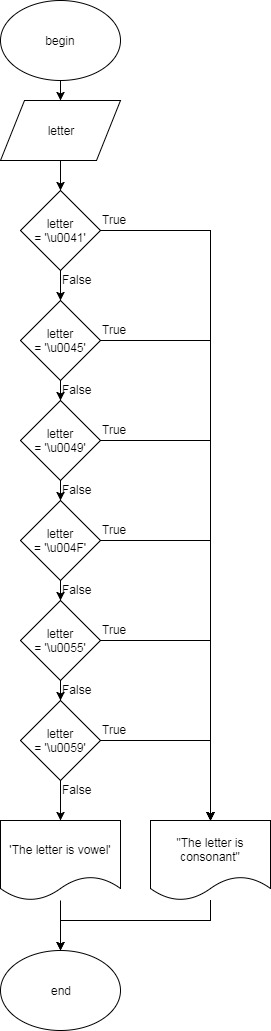 begin
letter
letter
= '\u0041'
True
False
letter
= '\u0045'
True
False
letter
= '\u0049'
True
False
letter
= '\u004F'
True
False
letter
= '\u0055'
True
False
letter
= '\u0059'
True
False
'The letter is vowel'
"The letter is
consonant"
end